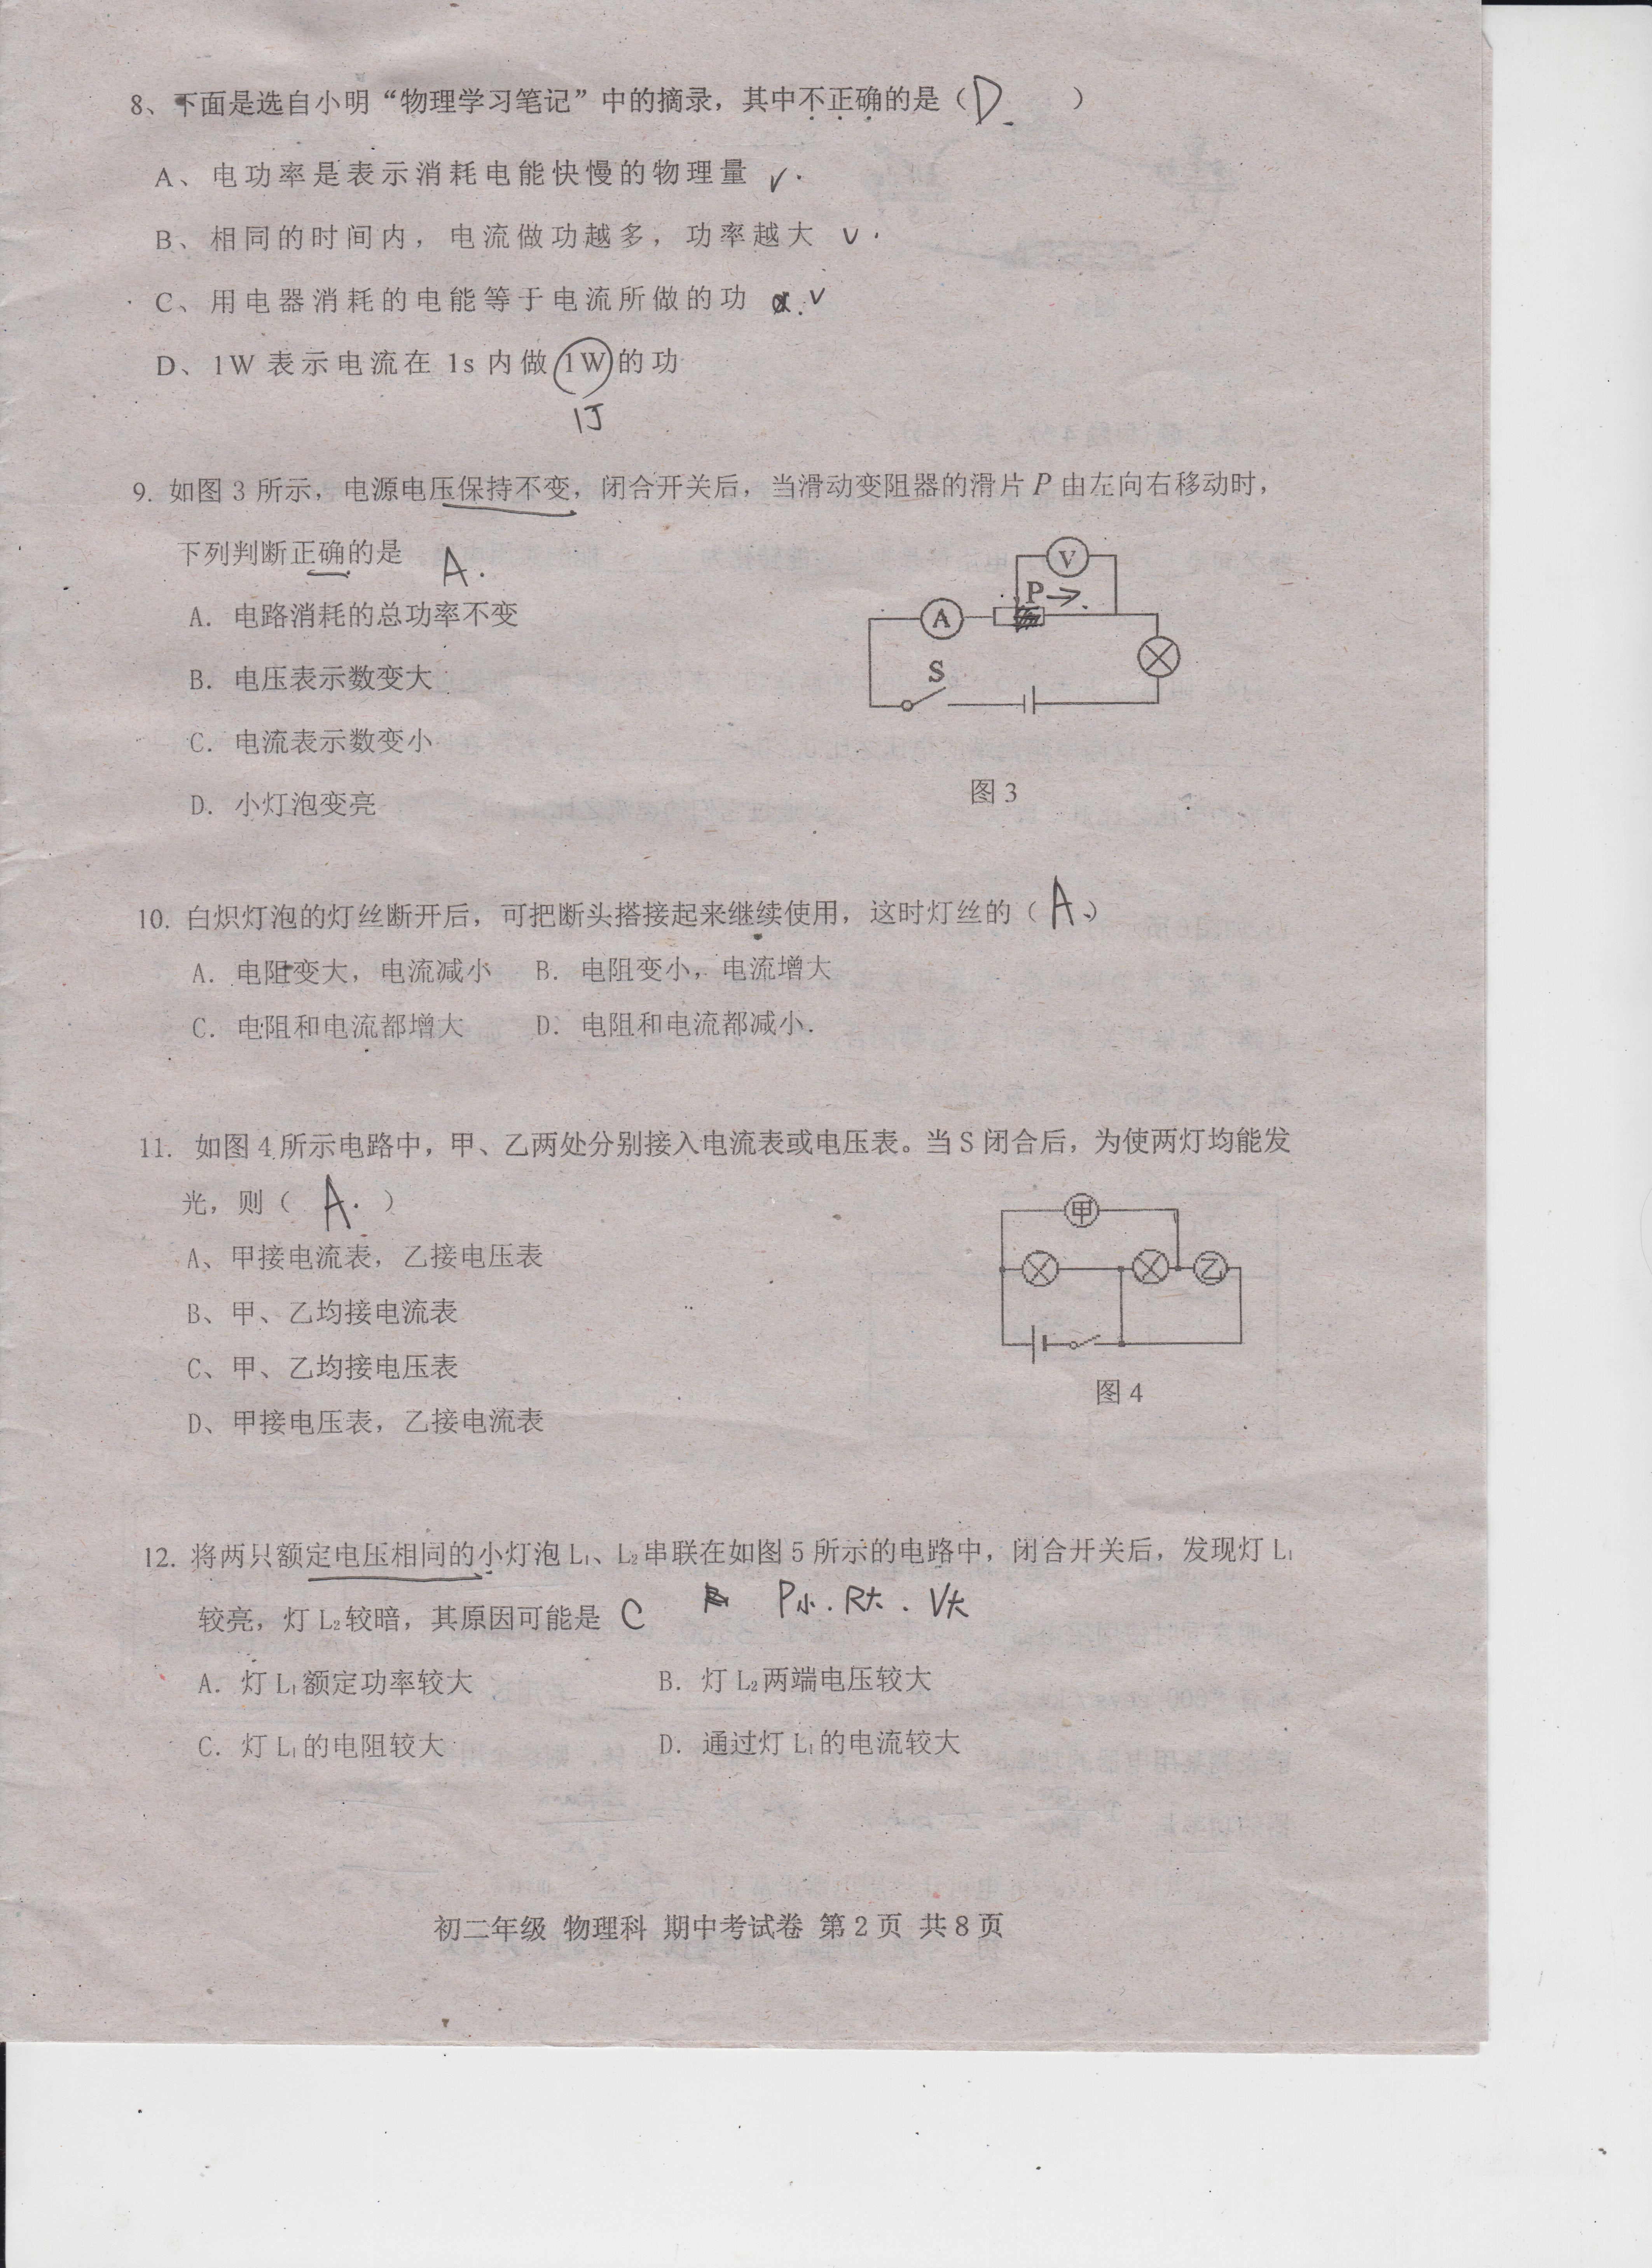 8、下面是选自小明“物理学习笔记”中的摘录，其中不正确的是（D. ）
A、电功率是表示消耗电能快慢的物理量 √.
B、相同的时间内，电流做功越多，功率越大 √.
C、用电器消耗的电能等于电流所做的功 √
D、1W 表示电流在 1s 内做 1W 的功
1J
9. 如图 3 所示，电源电压保持不变，闭合开关后，当滑动变阻器的滑片 P 由左向右移动时，
下列判断正确的是 A.
V
P
A
S
A. 电路消耗的总功率不变
B. 电压表示数变大
C. 电流表示数变小
图 3
D. 小灯泡变亮
10. 白炽灯泡的灯丝断开后，可把断头搭接起来继续使用，这时灯丝的（ A. ）
A. 电阻变大，电流减小 B. 电阻变小，电流增大
C. 电阻和电流都增大 D. 电阻和电流都减小.
11. 如图 4 所示电路中，甲、乙两处分别接入电流表或电压表。当 S 闭合后，为使两灯均能发
光，则（ A. ）
甲
乙
A、甲接电流表，乙接电压表
B、甲、乙均接电流表
C、甲、乙均接电压表
图 4
D、甲接电压表，乙接电流表
12. 将两只额定电压相同的小灯泡 L₁、L₂串联在如图 5 所示的电路中，闭合开关后，发现灯 L₁
较亮，灯 L₂较暗，其原因可能是 C P小. R大. V大
A. 灯 L₁额定功率较大 B. 灯 L₂两端电压较大
C. 灯 L₁的电阻较大 D. 通过灯 L₁的电流较大
初二年级 物理科 期中考试卷 第 2 页 共 8 页